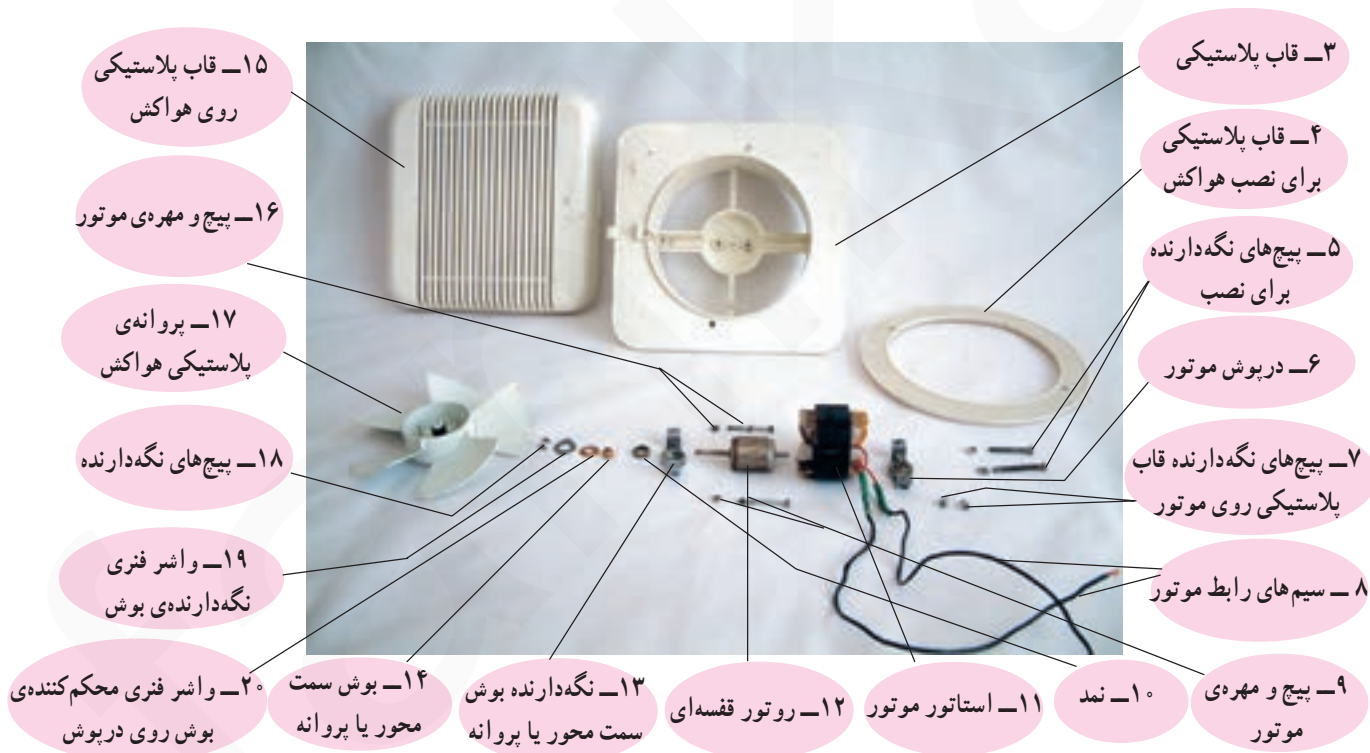 ۳ــ قاب پلاستیکی
۴ــ قاب پلاستیکی
برای نصب هواکش
۵ــ پیچ‌های نگه‌دارنده
برای نصب
۶ــ درپوش موتور
۷ــ پیچ‌های نگه‌دارنده قاب
پلاستیکی روی موتور
۸ ــ سیم‌های رابط موتور
۹ــ پیچ و مهره‌ی
موتور
۱۰ــ نمد
۱۱ــ استاتور موتور
۱۲ــ روتور قفسه‌ای
۱۳ــ نگه‌دارنده بوش
سمت محور یا پروانه
۱۴ــ بوش سمت
محور یا پروانه
۱۵ــ قاب پلاستیکی
روی هواکش
۱۶ــ پیچ و مهره‌ی موتور
۱۷ــ پروانه‌ی
پلاستیکی هواکش
۱۸ــ پیچ‌های نگه‌دارنده
۱۹ــ واشر فنری
نگه‌دارنده‌ی بوش
۲۰ــ واشر فنری محکم‌کننده‌ی
بوش روی درپوش